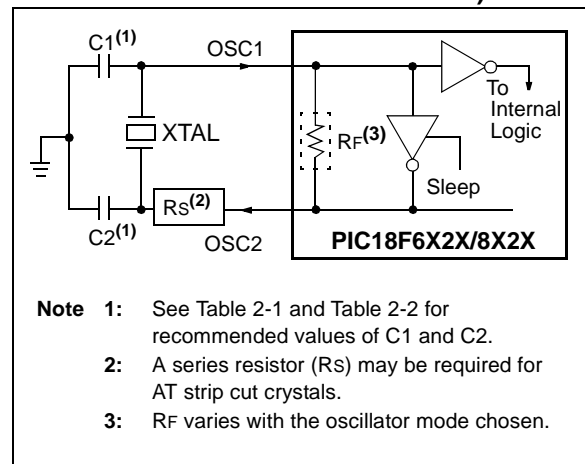 C1(1)
OSC1
To
Internal
Logic
XTAL
RF(3)
Sleep
C2(1)
RS(2)
OSC2
PIC18F6X2X/8X2X
Note 1: See Table 2-1 and Table 2-2 for
recommended values of C1 and C2.
2: A series resistor (RS) may be required for
AT strip cut crystals.
3: RF varies with the oscillator mode chosen.